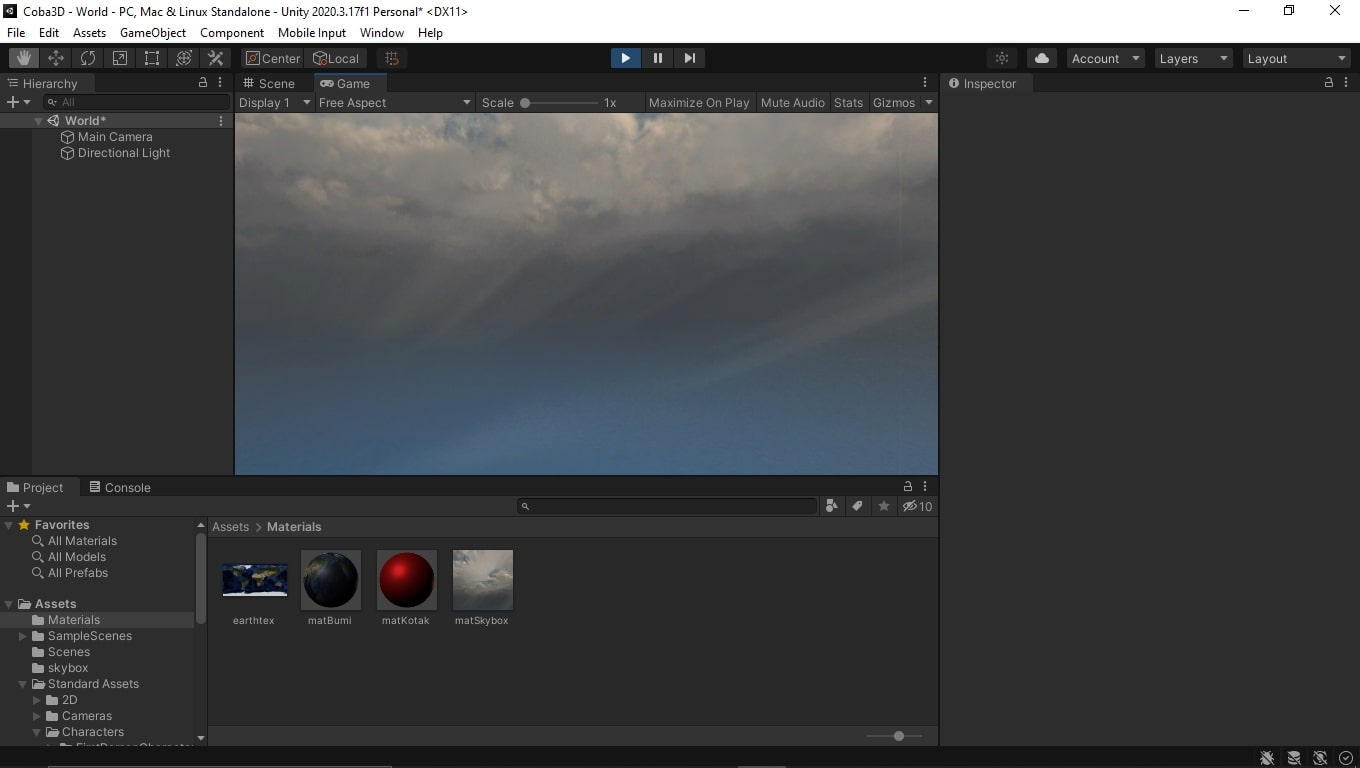 Coba3D - World - PC, Mac & Linux Standalone - Unity 2020.3.17f1 Personal* <DX11>
File Edit Assets GameObject Component Mobile Input Window Help
Center Local Account Layers Layout
Hierarchy Scene Game Inspector
All Display 1 Free Aspect Scale 1x Maximize On Play Mute Audio Stats Gizmos
World*
Main Camera
Directional Light
Project Console
10
Favorites Assets > Materials
All Materials
All Models
All Prefabs
Assets
Materials earthtex matBumi matKotak matSkybox
SampleScenes
Scenes
skybox
Standard Assets
2D
Cameras
Characters